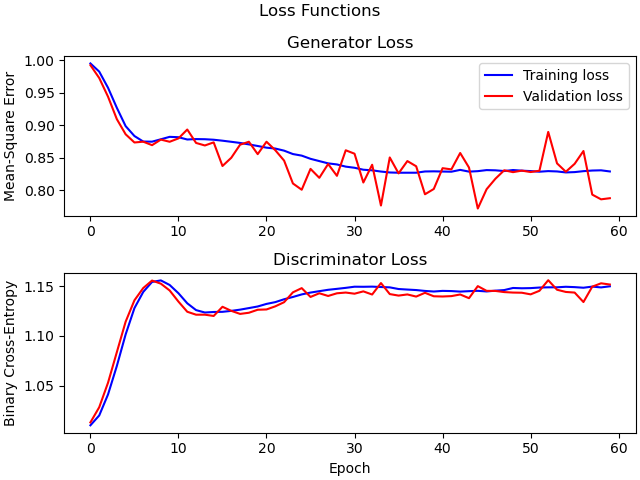 Loss Functions
Generator Loss
Mean-Square Error
1.00
0.95
0.90
0.85
0.80
Training loss
Validation loss
0 10 20 30 40 50 60
Discriminator Loss
Binary Cross-Entropy
1.15
1.10
1.05
0 10 20 30 40 50 60
Epoch